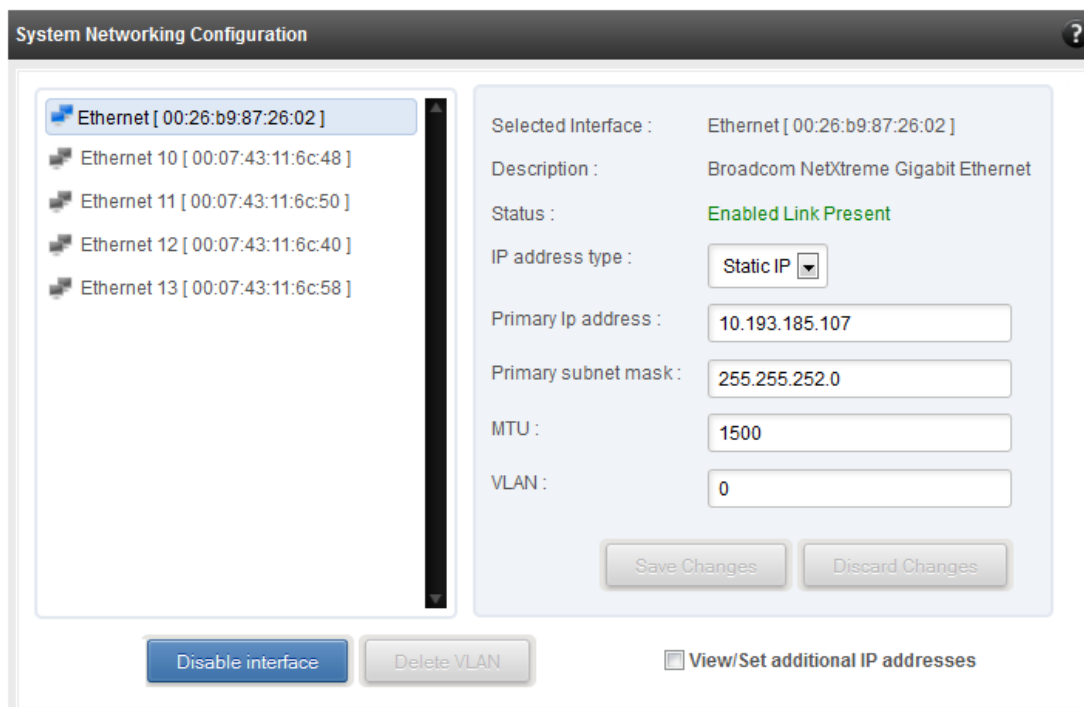 System Networking Configuration
?
Ethernet [ 00:26:b9:87:26:02 ]
Ethernet 10 [ 00:07:43:11:6c:48 ]
Ethernet 11 [ 00:07:43:11:6c:50 ]
Ethernet 12 [ 00:07:43:11:6c:40 ]
Ethernet 13 [ 00:07:43:11:6c:58 ]
Selected Interface : Ethernet [ 00:26:b9:87:26:02 ]
Description : Broadcom NetXtreme Gigabit Ethernet
Status : Enabled Link Present
IP address type : Static IP
Primary Ip address : 10.193.185.107
Primary subnet mask : 255.255.252.0
MTU : 1500
VLAN : 0
Save Changes Discard Changes
Disable interface Delete VLAN View/Set additional IP addresses